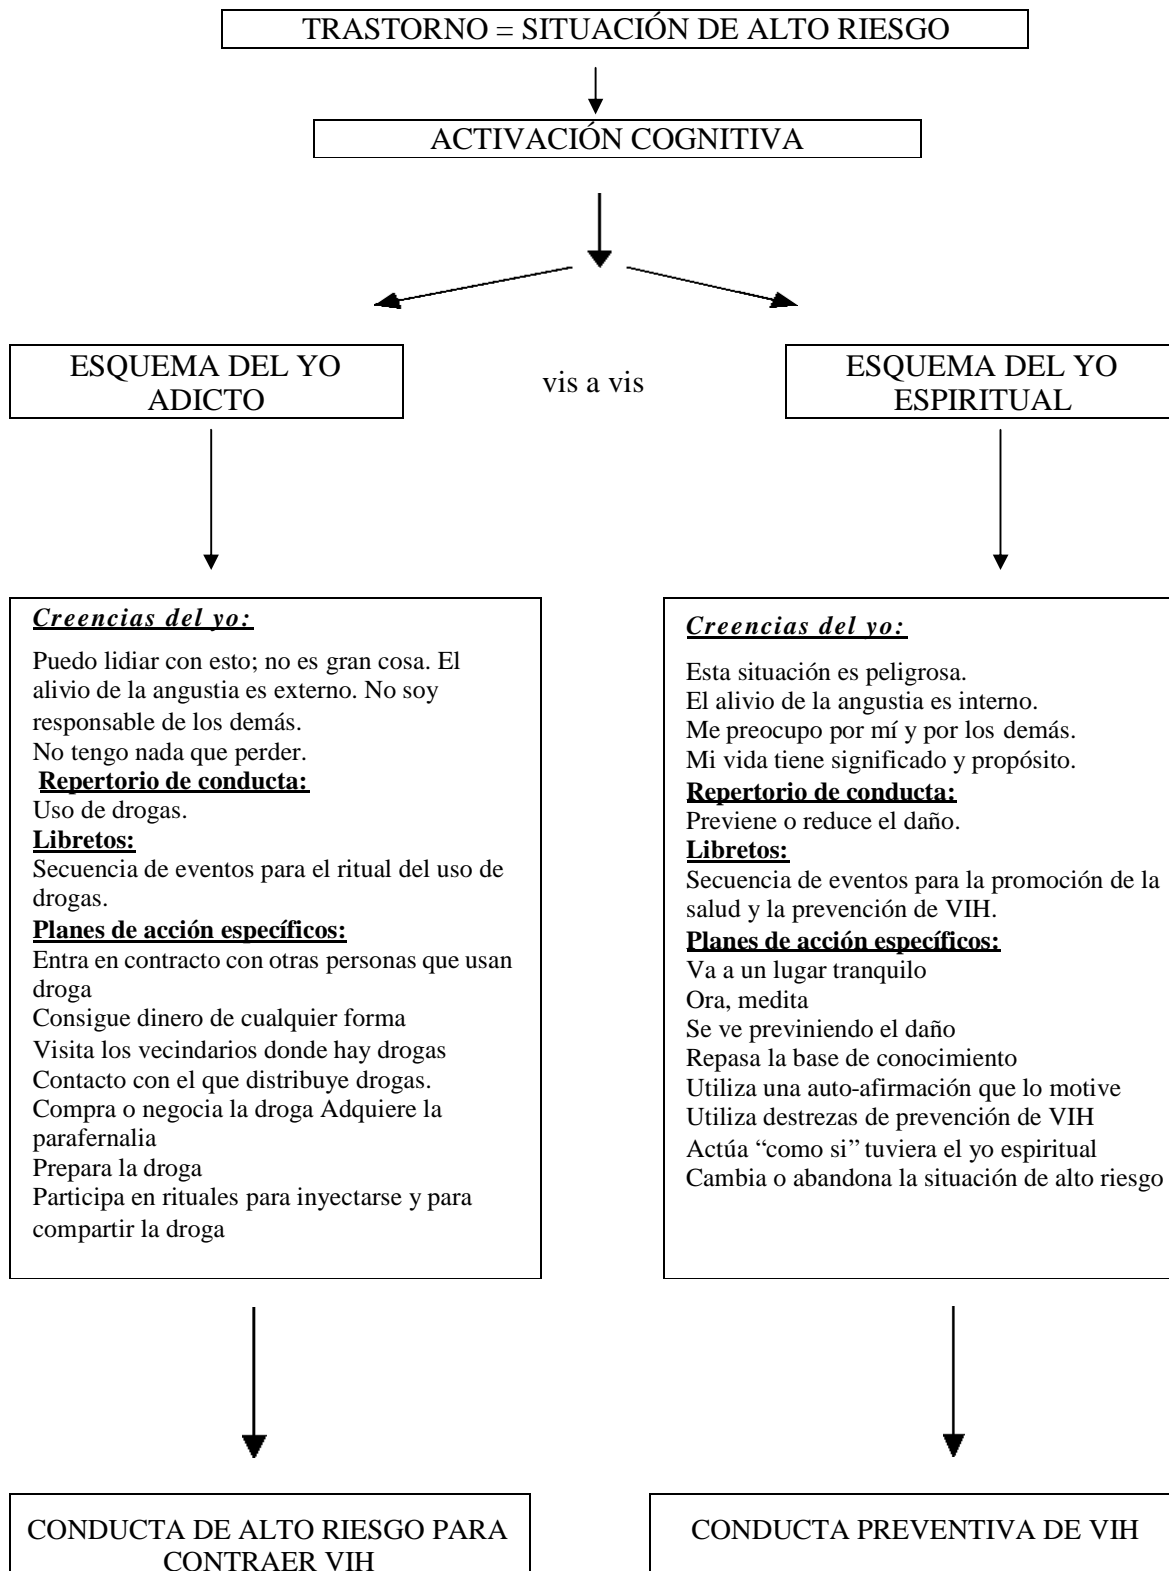 TRASTORNO = SITUACIÓN DE ALTO RIESGO
ACTIVACIÓN COGNITIVA
ESQUEMA DEL YO
ADICTO
vis a vis
ESQUEMA DEL YO
ESPIRITUAL
Creencias del yo:
Puedo lidiar con esto; no es gran cosa. El
alivio de la angustia es externo. No soy
responsable de los demás.
No tengo nada que perder.
Repertorio de conducta:
Uso de drogas.
Libretos:
Secuencia de eventos para el ritual del uso de
drogas.
Planes de acción específicos:
Entra en contracto con otras personas que usan
droga
Consigue dinero de cualquier forma
Visita los vecindarios donde hay drogas
Contacto con el que distribuye drogas.
Compra o negocia la droga Adquiere la
parafernalia
Prepara la droga
Participa en rituales para inyectarse y para
compartir la droga
Creencias del yo:
Esta situación es peligrosa.
El alivio de la angustia es interno.
Me preocupo por mí y por los demás.
Mi vida tiene significado y propósito.
Repertorio de conducta:
Previene o reduce el daño.
Libretos:
Secuencia de eventos para la promoción de la
salud y la prevención de VIH.
Planes de acción específicos:
Va a un lugar tranquilo
Ora, medita
Se ve previniendo el daño
Repasa la base de conocimiento
Utiliza una auto-afirmación que lo motive
Utiliza destrezas de prevención de VIH
Actúa “como si” tuviera el yo espiritual
Cambia o abandona la situación de alto riesgo
CONDUCTA DE ALTO RIESGO PARA
CONTRAER VIH
CONDUCTA PREVENTIVA DE VIH